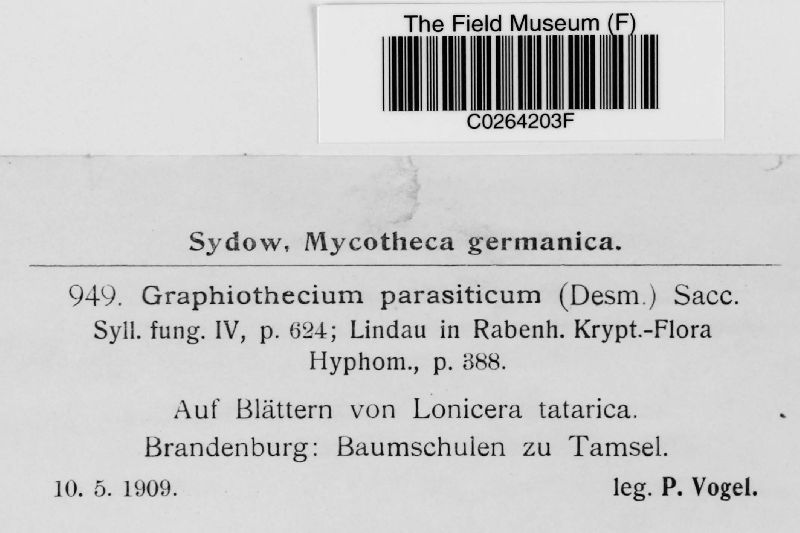 The Field Museum (F)
C0264203F
Sydow, Mycotheca germanica.
949. Graphiothecium parasiticum (Desm.) Sacc.
Syll. fung. IV, p. 624; Lindau in Rabenh. Krypt.-Flora
Hyphom., p. 388.
Auf Blättern von Lonicera tatarica.
Brandenburg: Baumschulen zu Tamsel.
10. 5. 1909. leg. P. Vogel.